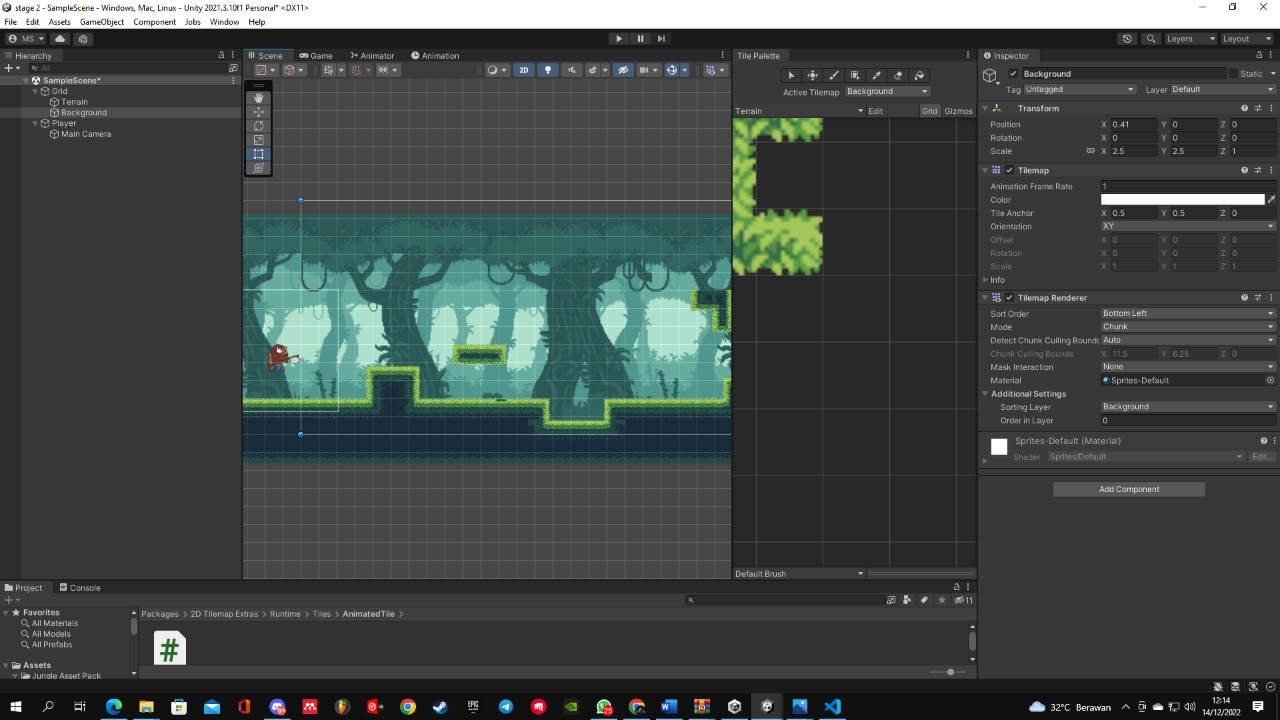 stage 2 - SampleScene - Windows, Mac, Linux - Unity 2021.3.10f1 Personal* <DX11>
File Edit Assets GameObject Component Jobs Window Help
MS Layers Layout
Hierarchy
All
SampleScene*
Grid
Terrain
Background
Player
Main Camera
Scene Game Animator Animation
2D
Tile Palette
Active Tilemap Background
Terrain Edit Grid Gizmos
Default Brush
Inspector
Background Static
Tag Untagged Layer Default
Transform
Position X 0.41 Y 0 Z 0
Rotation X 0 Y 0 Z 0
Scale X 2.5 Y 2.5 Z 1
Tilemap
Animation Frame Rate 1
Color
Tile Anchor X 0.5 Y 0.5 Z 0
Orientation XY
Offset X 0 Y 0 Z 0
Rotation X 0 Y 0 Z 0
Scale X 1 Y 1 Z 1
Info
Tilemap Renderer
Sort Order Bottom Left
Mode Chunk
Detect Chunk Culling Bounds Auto
Chunk Culling Bounds X 11.5 Y 6.25 Z 0
Mask Interaction None
Material Sprites-Default
Additional Settings
Sorting Layer Background
Order in Layer 0
Sprites-Default (Material)
Shader Sprites/Default Edit...
Add Component
Project Console
11
Favorites
All Materials
All Models
All Prefabs
Assets
Jungle Asset Pack
Packages > 2D Tilemap Extras > Runtime > Tiles > AnimatedTile >
#
25
32°C Berawan
12:14
14/12/2022